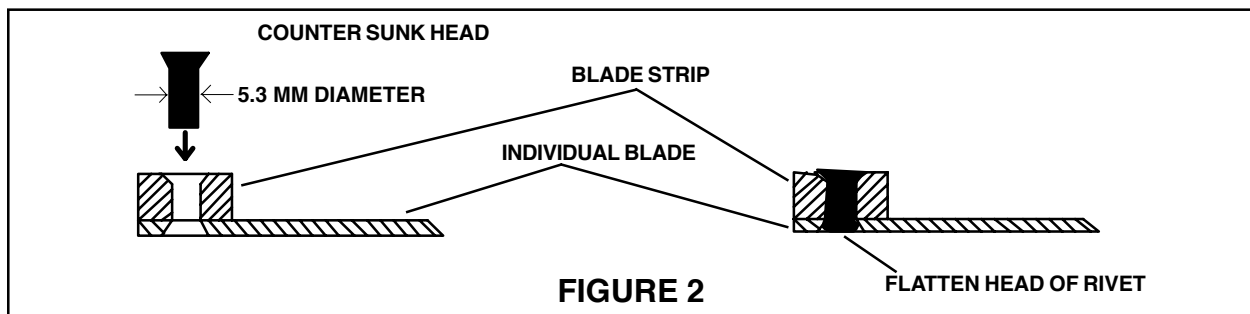 COUNTER SUNK HEAD
5.3 MM DIAMETER
BLADE STRIP
INDIVIDUAL BLADE
FLATTEN HEAD OF RIVET
FIGURE 2